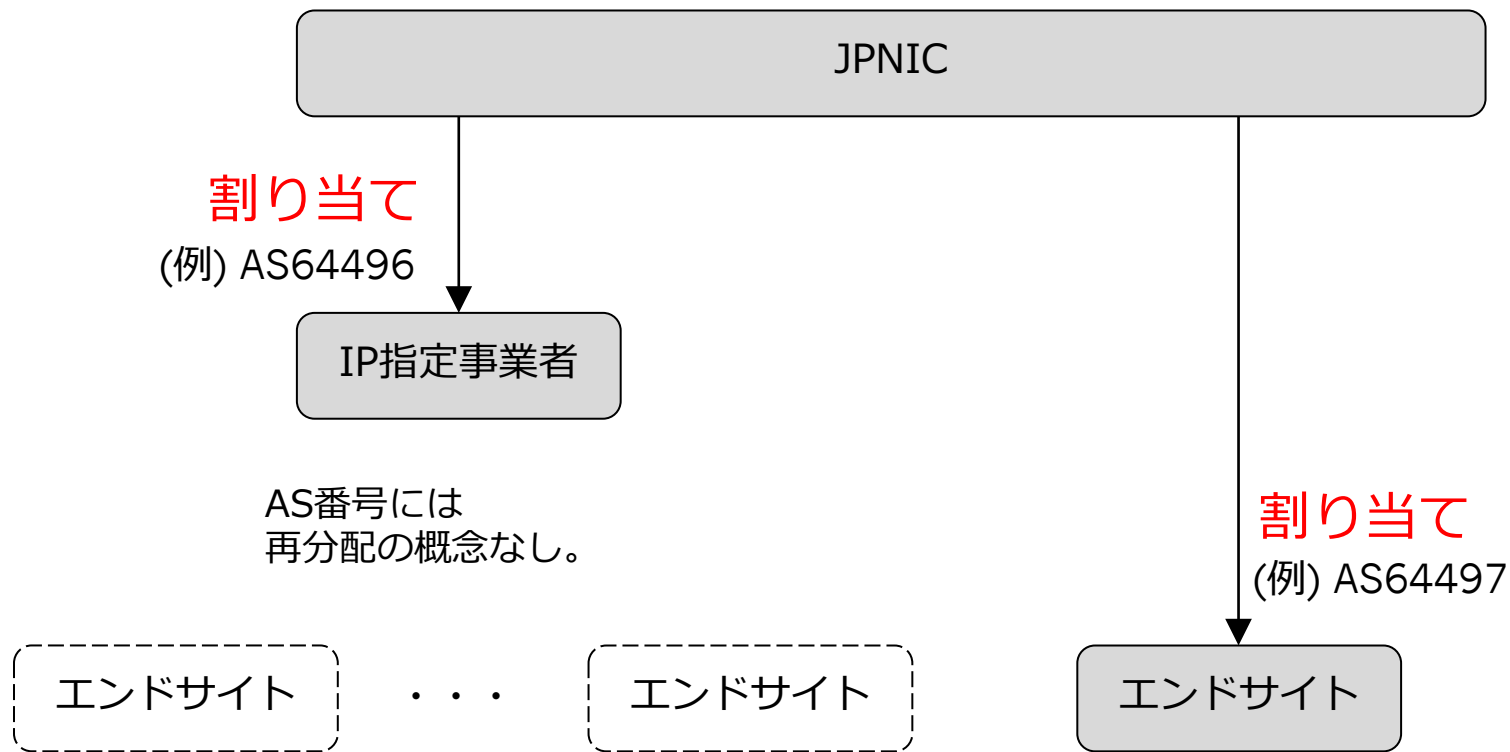 JPNIC
割り当て
(例) AS64496
IP指定事業者
AS番号には
再分配の概念なし。
割り当て
(例) AS64497
エンドサイト
・・・
エンドサイト
エンドサイト